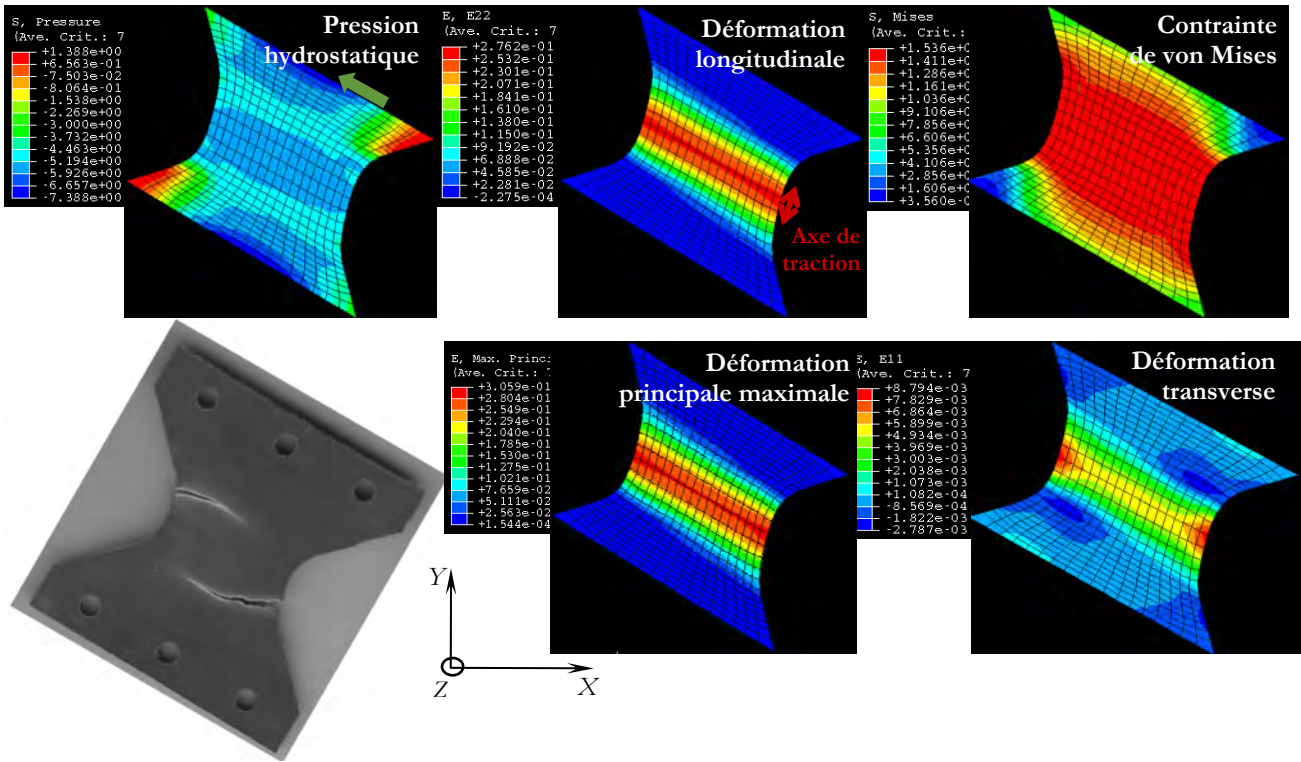 S, Pressure
(Ave. Crit.: 7
+1.388e+00
+6.563e-01
-7.503e-02
-8.064e-01
-1.538e+00
-2.269e+00
-3.000e+00
-3.732e+00
-4.463e+00
-5.194e+00
-5.926e+00
-6.657e+00
-7.388e+00
Pression
hydrostatique
E, E22
(Ave. Crit.: 7
+2.762e-01
+2.532e-01
+2.301e-01
+2.071e-01
+1.841e-01
+1.610e-01
+1.380e-01
+1.150e-01
+9.192e-02
+6.888e-02
+4.585e-02
+2.281e-02
-2.275e-04
Déformation
longitudinale
Axe de
traction
S, Mises
(Ave. Crit.: 7
+1.536e+0
+1.411e+0
+1.286e+0
+1.161e+0
+1.036e+0
+9.106e+0
+7.856e+0
+6.606e+0
+5.356e+0
+4.106e+0
+2.856e+0
+1.606e+0
+3.560e-0
Contrainte
de von Mises
E, Max. Princi
(Ave. Crit.:
+3.059e-01
+2.804e-01
+2.549e-01
+2.294e-01
+2.040e-01
+1.785e-01
+1.530e-01
+1.275e-01
+1.021e-01
+7.659e-02
+5.111e-02
+2.563e-02
+1.544e-04
Déformation
principale maximale
E, E11
(Ave. Crit.: 7
+8.794e-03
+7.829e-03
+6.864e-03
+5.899e-03
+4.934e-03
+3.969e-03
+3.003e-03
+2.038e-03
+1.073e-03
+1.082e-04
-8.569e-04
-1.822e-03
-2.787e-03
Déformation
transverse
Y
Z
X